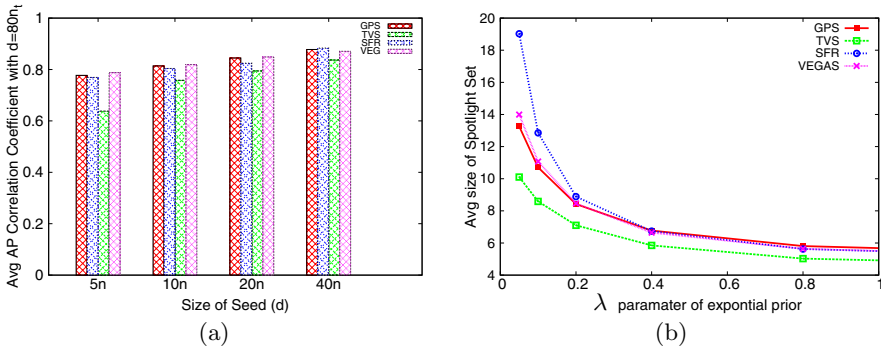 Avg AP Correlation Coefficient with d=80n_t
1
0.8
0.6
0.4
0.2
0
GPS
TVS
SFR
VEG
5n
10n
20n
40n
Size of Seed (d)
(a)
Avg size of Spotlight Set
20
18
16
14
12
10
8
6
4
GPS
TVS
SFR
VEGAS
0
0.2
0.4
0.6
0.8
1
λ paramater of expontial prior
(b)